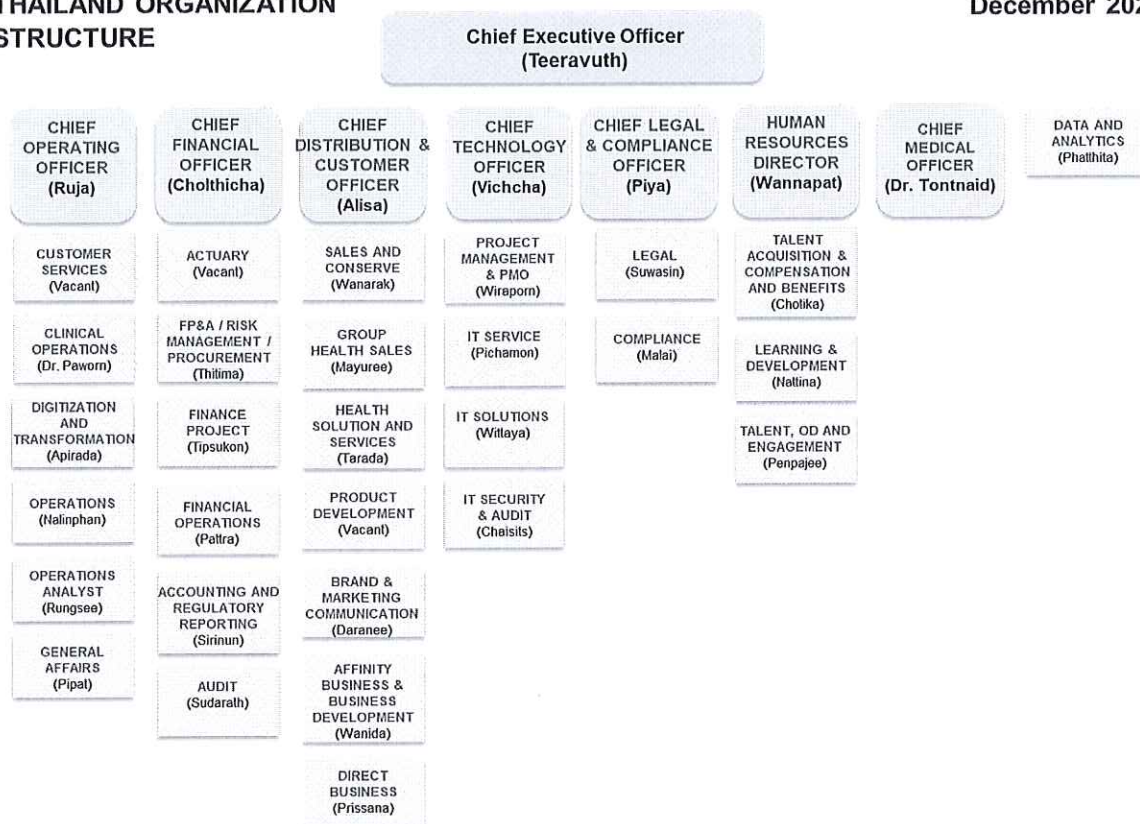 THAILAND ORGANIZATION
STRUCTURE
December 202
Chief Executive Officer
(Teeravuth)
CHIEF
OPERATING
OFFICER
(Ruja)
CUSTOMER
SERVICES
(Vacant)
CLINICAL
OPERATIONS
(Dr. Paworn)
DIGITIZATION
AND
TRANSFORMATION
(Apirada)
OPERATIONS
(Nalinphan)
OPERATIONS
ANALYST
(Rungsee)
GENERAL
AFFAIRS
(Pipat)
CHIEF
FINANCIAL
OFFICER
(Cholthicha)
ACTUARY
(Vacant)
FP&A / RISK
MANAGEMENT /
PROCUREMENT
(Thitima)
FINANCE
PROJECT
(Tipsukon)
FINANCIAL
OPERATIONS
(Pattra)
ACCOUNTING AND
REGULATORY
REPORTING
(Sirinun)
AUDIT
(Sudarath)
CHIEF
DISTRIBUTION &
CUSTOMER
OFFICER
(Alisa)
SALES AND
CONSERVE
(Wanarak)
GROUP
HEALTH SALES
(Mayuree)
HEALTH
SOLUTION AND
SERVICES
(Tarada)
PRODUCT
DEVELOPMENT
(Vacant)
BRAND &
MARKETING
COMMUNICATION
(Daranee)
AFFINITY
BUSINESS &
BUSINESS
DEVELOPMENT
(Wanida)
DIRECT
BUSINESS
(Prissana)
CHIEF
TECHNOLOGY
OFFICER
(Vichcha)
PROJECT
MANAGEMENT
& PMO
(Wiraporn)
IT SERVICE
(Pichamon)
IT SOLUTIONS
(Wittaya)
IT SECURITY
& AUDIT
(Chaisits)
CHIEF LEGAL
& COMPLIANCE
OFFICER
(Piya)
LEGAL
(Suwasin)
COMPLIANCE
(Malai)
HUMAN
RESOURCES
DIRECTOR
(Wannapat)
TALENT
ACQUISITION &
COMPENSATION
AND BENEFITS
(Cholika)
LEARNING &
DEVELOPMENT
(Nattina)
TALENT, OD AND
ENGAGEMENT
(Penpajee)
CHIEF
MEDICAL
OFFICER
(Dr. Tontnaid)
DATA AND
ANALYTICS
(Phatthita)